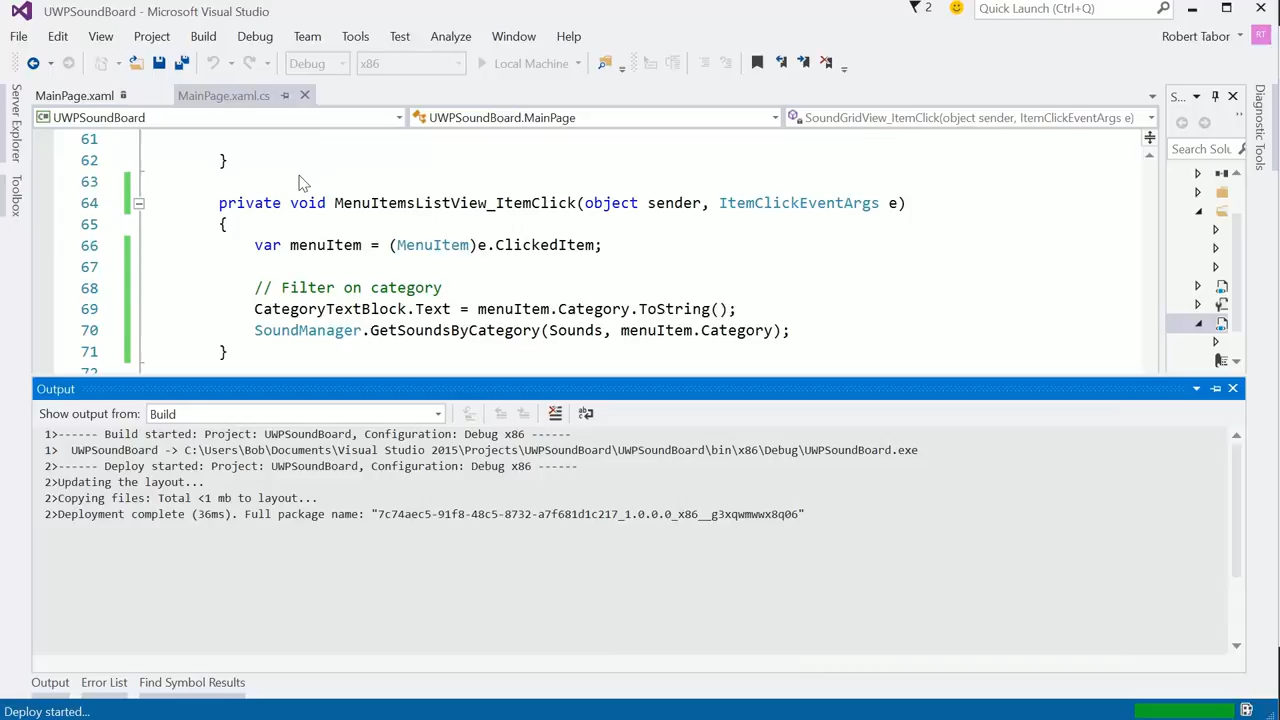 UWPSoundBoard - Microsoft Visual Studio
2
Quick Launch (Ctrl+Q)
File Edit View Project Build Debug Team Tools Test Analyze Window Help
Robert Tabor
RT
Debug
x86
Local Machine
MainPage.xaml
MainPage.xaml.cs
S...
UWPSoundBoard
UWPSoundBoard.MainPage
SoundGridView_ItemClick(object sender, ItemClickEventArgs e)
Search Solu
Server Explorer
Toolbox
Diagnostic Tools
61
62 }
63
64 private void MenuItemsListView_ItemClick(object sender, ItemClickEventArgs e)
65 {
66 var menuItem = (MenuItem)e.ClickedItem;
67
68 // Filter on category
69 CategoryTextBlock.Text = menuItem.Category.ToString();
70 SoundManager.GetSoundsByCategory(Sounds, menuItem.Category);
71 }
72
Output
Show output from: Build
1>------ Build started: Project: UWPSoundBoard, Configuration: Debug x86 ------
1> UWPSoundBoard -> C:\Users\Bob\Documents\Visual Studio 2015\Projects\UWPSoundBoard\UWPSoundBoard\bin\x86\Debug\UWPSoundBoard.exe
2>------ Deploy started: Project: UWPSoundBoard, Configuration: Debug x86 ------
2>Updating the layout...
2>Copying files: Total <1 mb to layout...
2>Deployment complete (36ms). Full package name: "7c74aec5-91f8-48c5-8732-a7f681d1c217_1.0.0.0_x86__g3xqwmwwx8q06"
Output Error List Find Symbol Results
Deploy started...